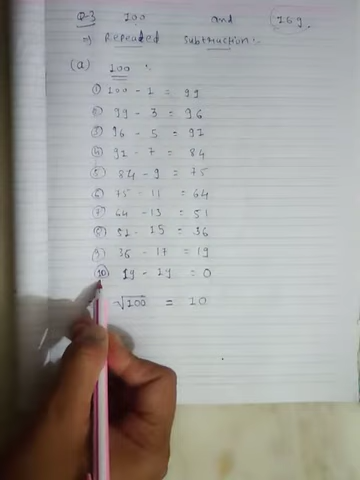 Q-3 100 and 169.
⇒ Repeated Subtraction:-
(a) 100 :
① 100 - 1 = 99
② 99 - 3 = 96
③ 96 - 5 = 91
④ 91 - 7 = 84
⑤ 84 - 9 = 75
⑥ 75 - 11 = 64
⑦ 64 - 13 = 51
⑧ 51 - 15 = 36
⑨ 36 - 17 = 19
⑩ 19 - 19 = 0
√100 = 10